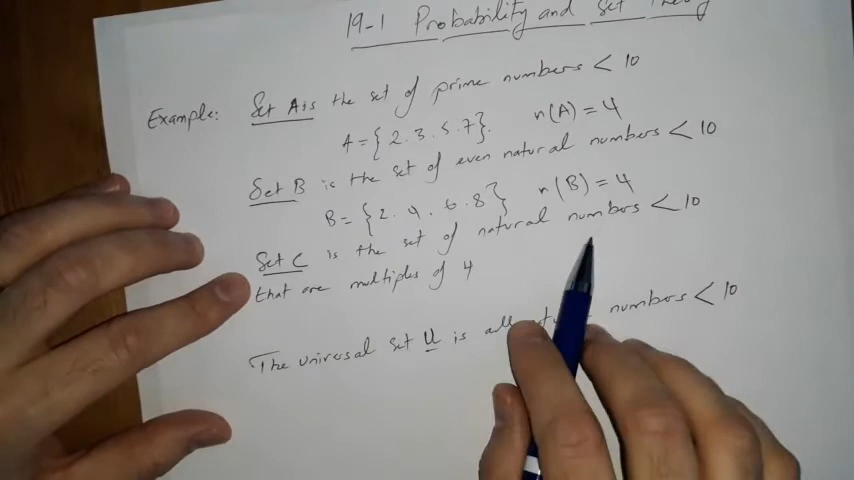 19-1 Probability and Set Theory
Example: Set A is the set of prime numbers < 10
A = {2. 3. 5. 7}. n(A) = 4
Set B is the set of even natural numbers < 10
B = {2. 4. 6. 8} n(B) = 4
Set C is the set of natural numbers < 10
that are multiples of 4
The universal set U is all numbers < 10